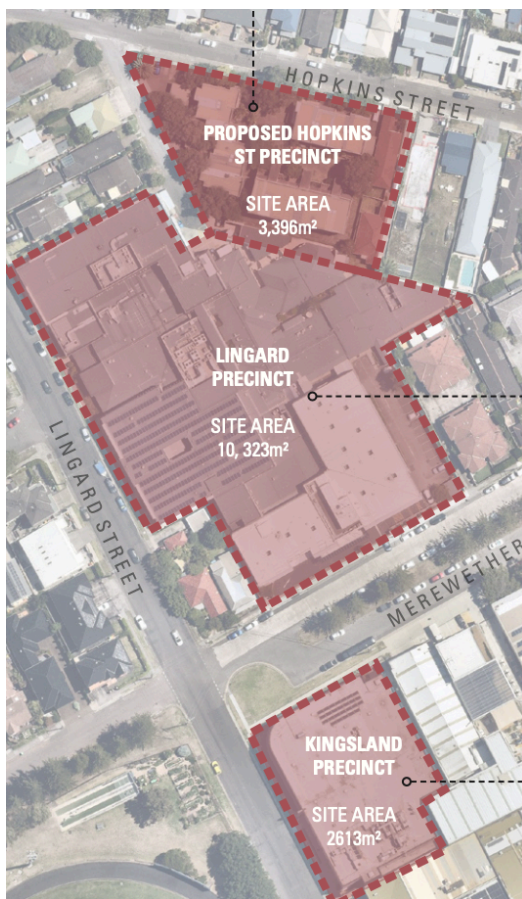 HOPKINS STREET
PROPOSED HOPKINS
ST PRECINCT
SITE AREA
3,396m²
LINGARD
PRECINCT
SITE AREA
10, 323m²
LINGARD STREET
MEREWETHER
KINGSLAND
PRECINCT
SITE AREA
2613m²